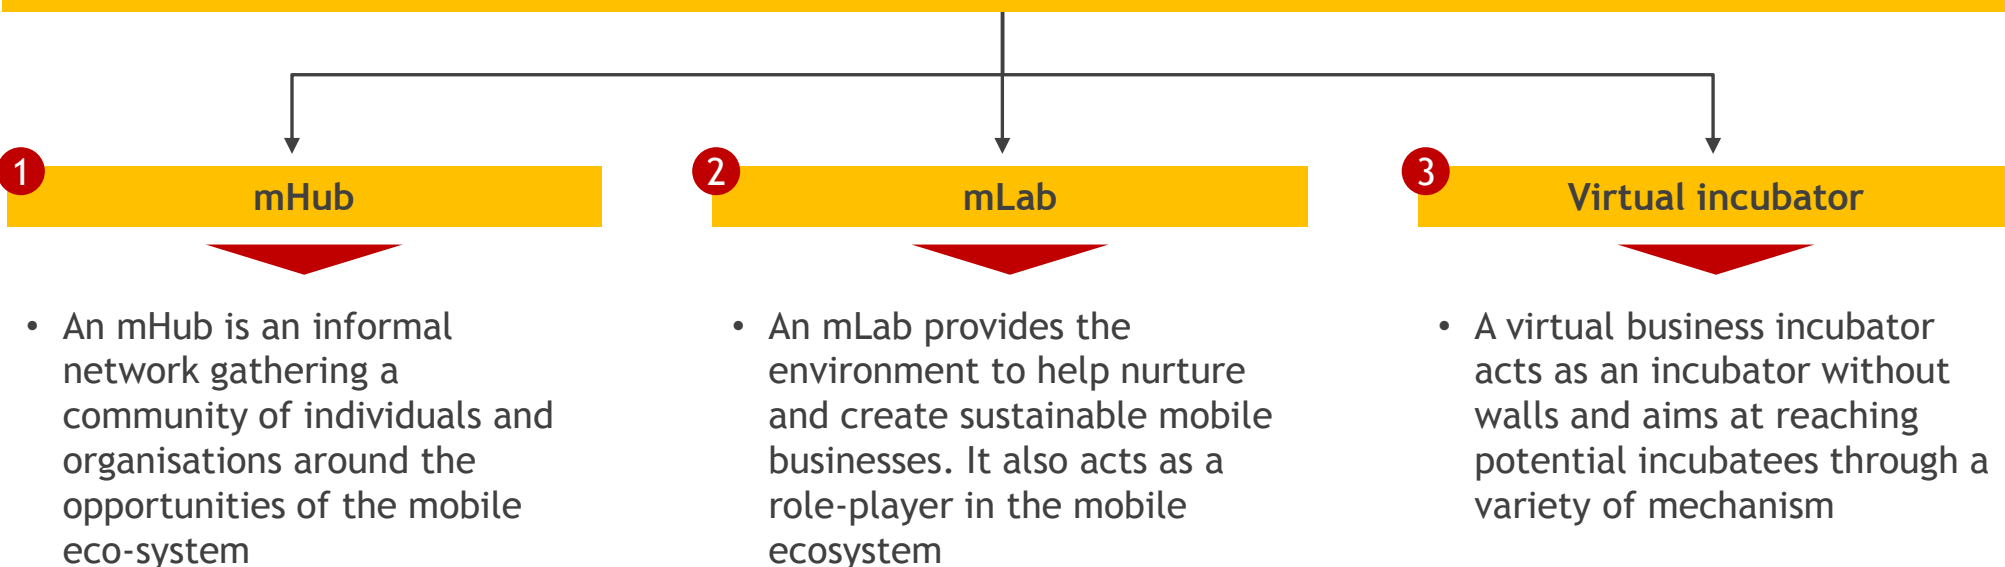 1
mHub
• An mHub is an informal
network gathering a
community of individuals and
organisations around the
opportunities of the mobile
eco-system
2
mLab
• An mLab provides the
environment to help nurture
and create sustainable mobile
businesses. It also acts as a
role-player in the mobile
ecosystem
3
Virtual incubator
• A virtual business incubator
acts as an incubator without
walls and aims at reaching
potential incubatees through a
variety of mechanism